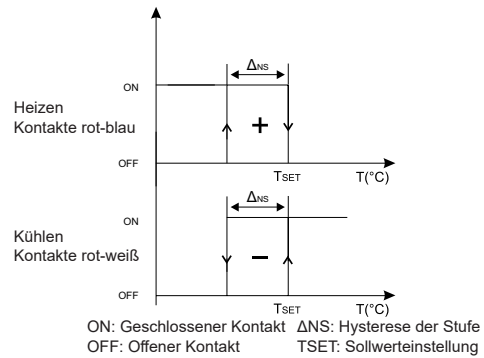 ΔNS
ON
Heizen
Kontakte rot-blau
+
OFF
TSET
T(°C)
ΔNS
ON
Kühlen
Kontakte rot-weiß
−
OFF
TSET
T(°C)
ON: Geschlossener Kontakt ΔNS: Hysterese der Stufe
OFF: Offener Kontakt TSET: Sollwerteinstellung